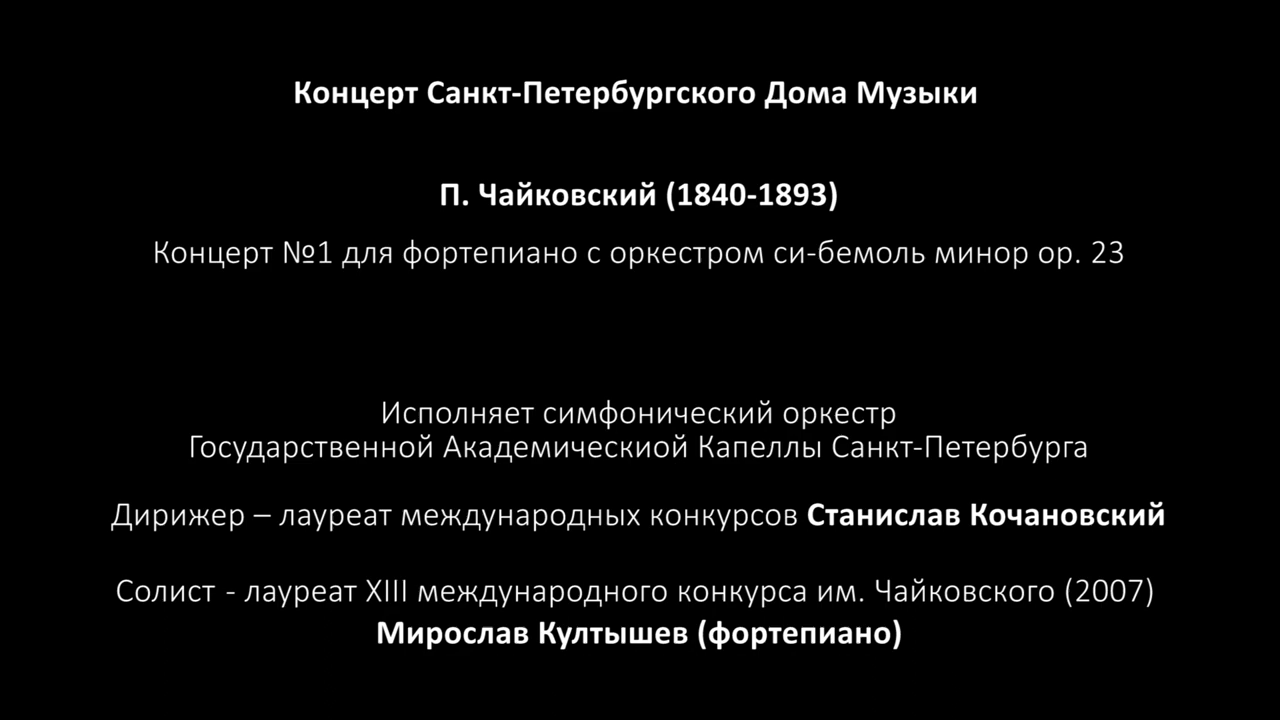 Концерт Санкт-Петербургского Дома Музыки
П. Чайковский (1840-1893)
Концерт №1 для фортепиано с оркестром си-бемоль минор ор. 23
Исполняет симфонический оркестр
Государственной Академическиой Капеллы Санкт-Петербурга
Дирижер – лауреат международных конкурсов Станислав Кочановский
Солист - лауреат XIII международного конкурса им. Чайковского (2007)
Мирослав Култышев (фортепиано)